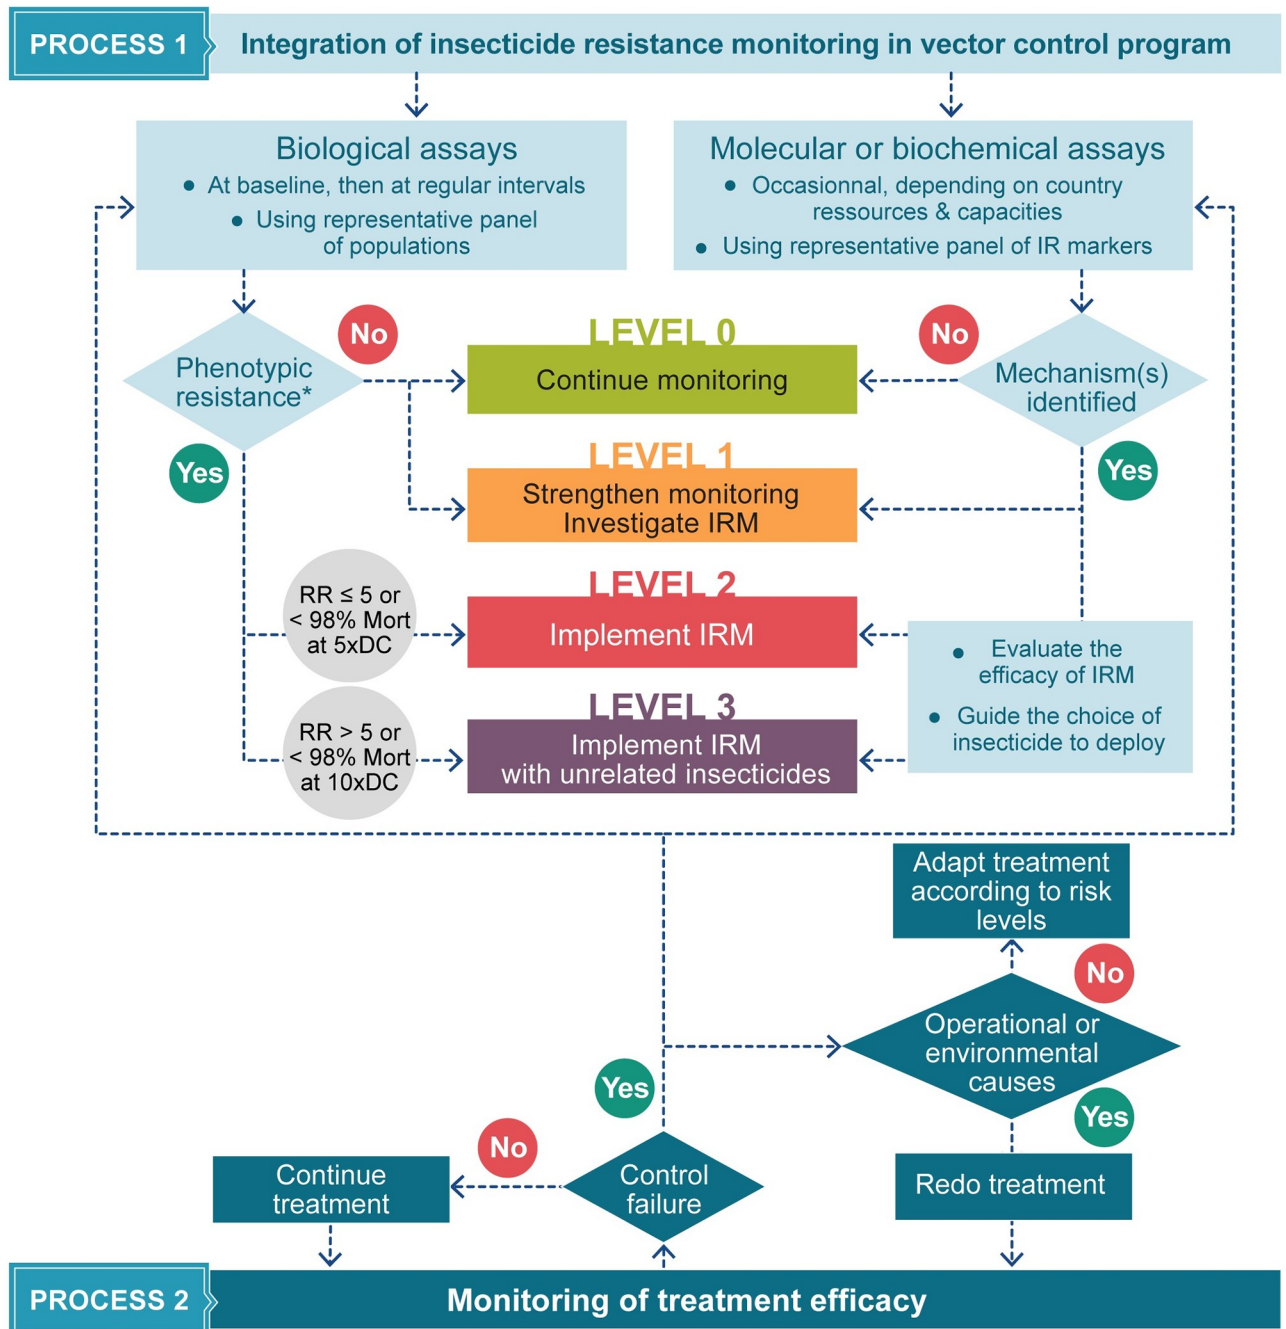 PROCESS 1
Integration of insecticide resistance monitoring in vector control program
Biological assays
• At baseline, then at regular intervals
• Using representative panel
of populations
Molecular or biochemical assays
• Occasionnal, depending on country
ressources & capacities
• Using representative panel of IR markers
Phenotypic
resistance*
No
Yes
LEVEL 0
Continue monitoring
No
Mechanism(s)
identified
Yes
LEVEL 1
Strengthen monitoring
Investigate IRM
RR ≤ 5 or
< 98% Mort
at 5xDC
LEVEL 2
Implement IRM
• Evaluate the
efficacy of IRM
• Guide the choice of
insecticide to deploy
RR > 5 or
< 98% Mort
at 10xDC
LEVEL 3
Implement IRM
with unrelated insecticides
Adapt treatment
according to risk
levels
No
Operational or
environmental
causes
Yes
Redo treatment
Yes
Control
failure
No
Continue
treatment
PROCESS 2
Monitoring of treatment efficacy